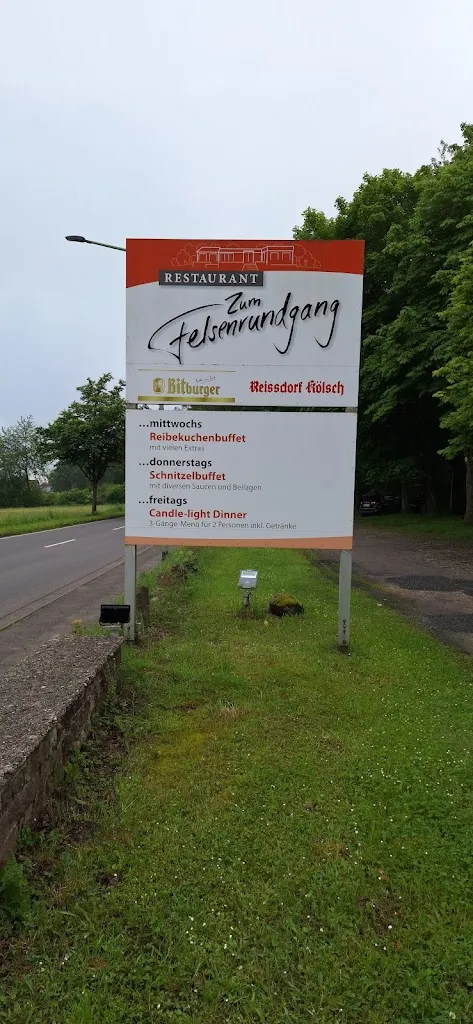 RESTAURANT
Zum
Felsenrundgang
Bitburger
Reissdorf Kölsch
...mittwochs
Reibekuchenbuffet
mit vielen Extras
...donnerstags
Schnitzelbuffet
mit diversen Saucen und Beilagen
...freitags
Candle-light Dinner
3-Gänge-Menü für 2 Personen inkl. Getränke